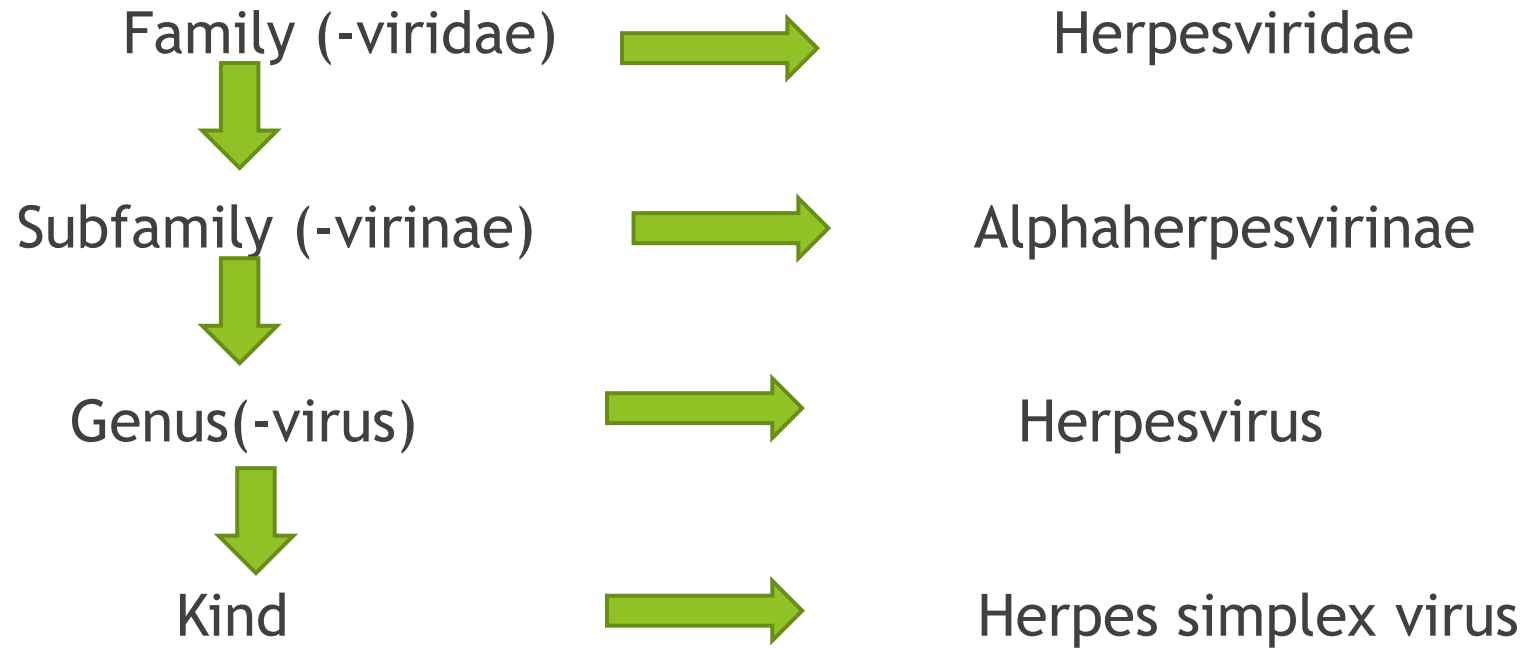 Family (-viridae) Herpesviridae
Subfamily (-virinae) Alphaherpesvirinae
Genus(-virus) Herpesvirus
Kind Herpes simplex virus